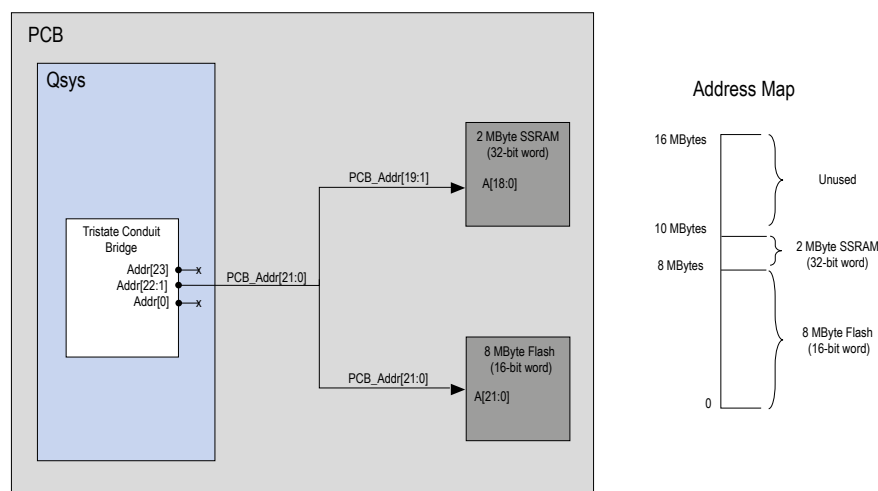 PCB
Qsys
Tristate Conduit
Bridge
Addr[23]
x
Addr[22:1]
Addr[0]
x
PCB_Addr[21:0]
PCB_Addr[19:1]
2 MByte SSRAM
(32-bit word)
A[18:0]
PCB_Addr[21:0]
8 MByte Flash
(16-bit word)
A[21:0]
Address Map
16 MBytes
Unused
10 MBytes
2 MByte SSRAM
(32-bit word)
8 MBytes
8 MByte Flash
(16-bit word)
0